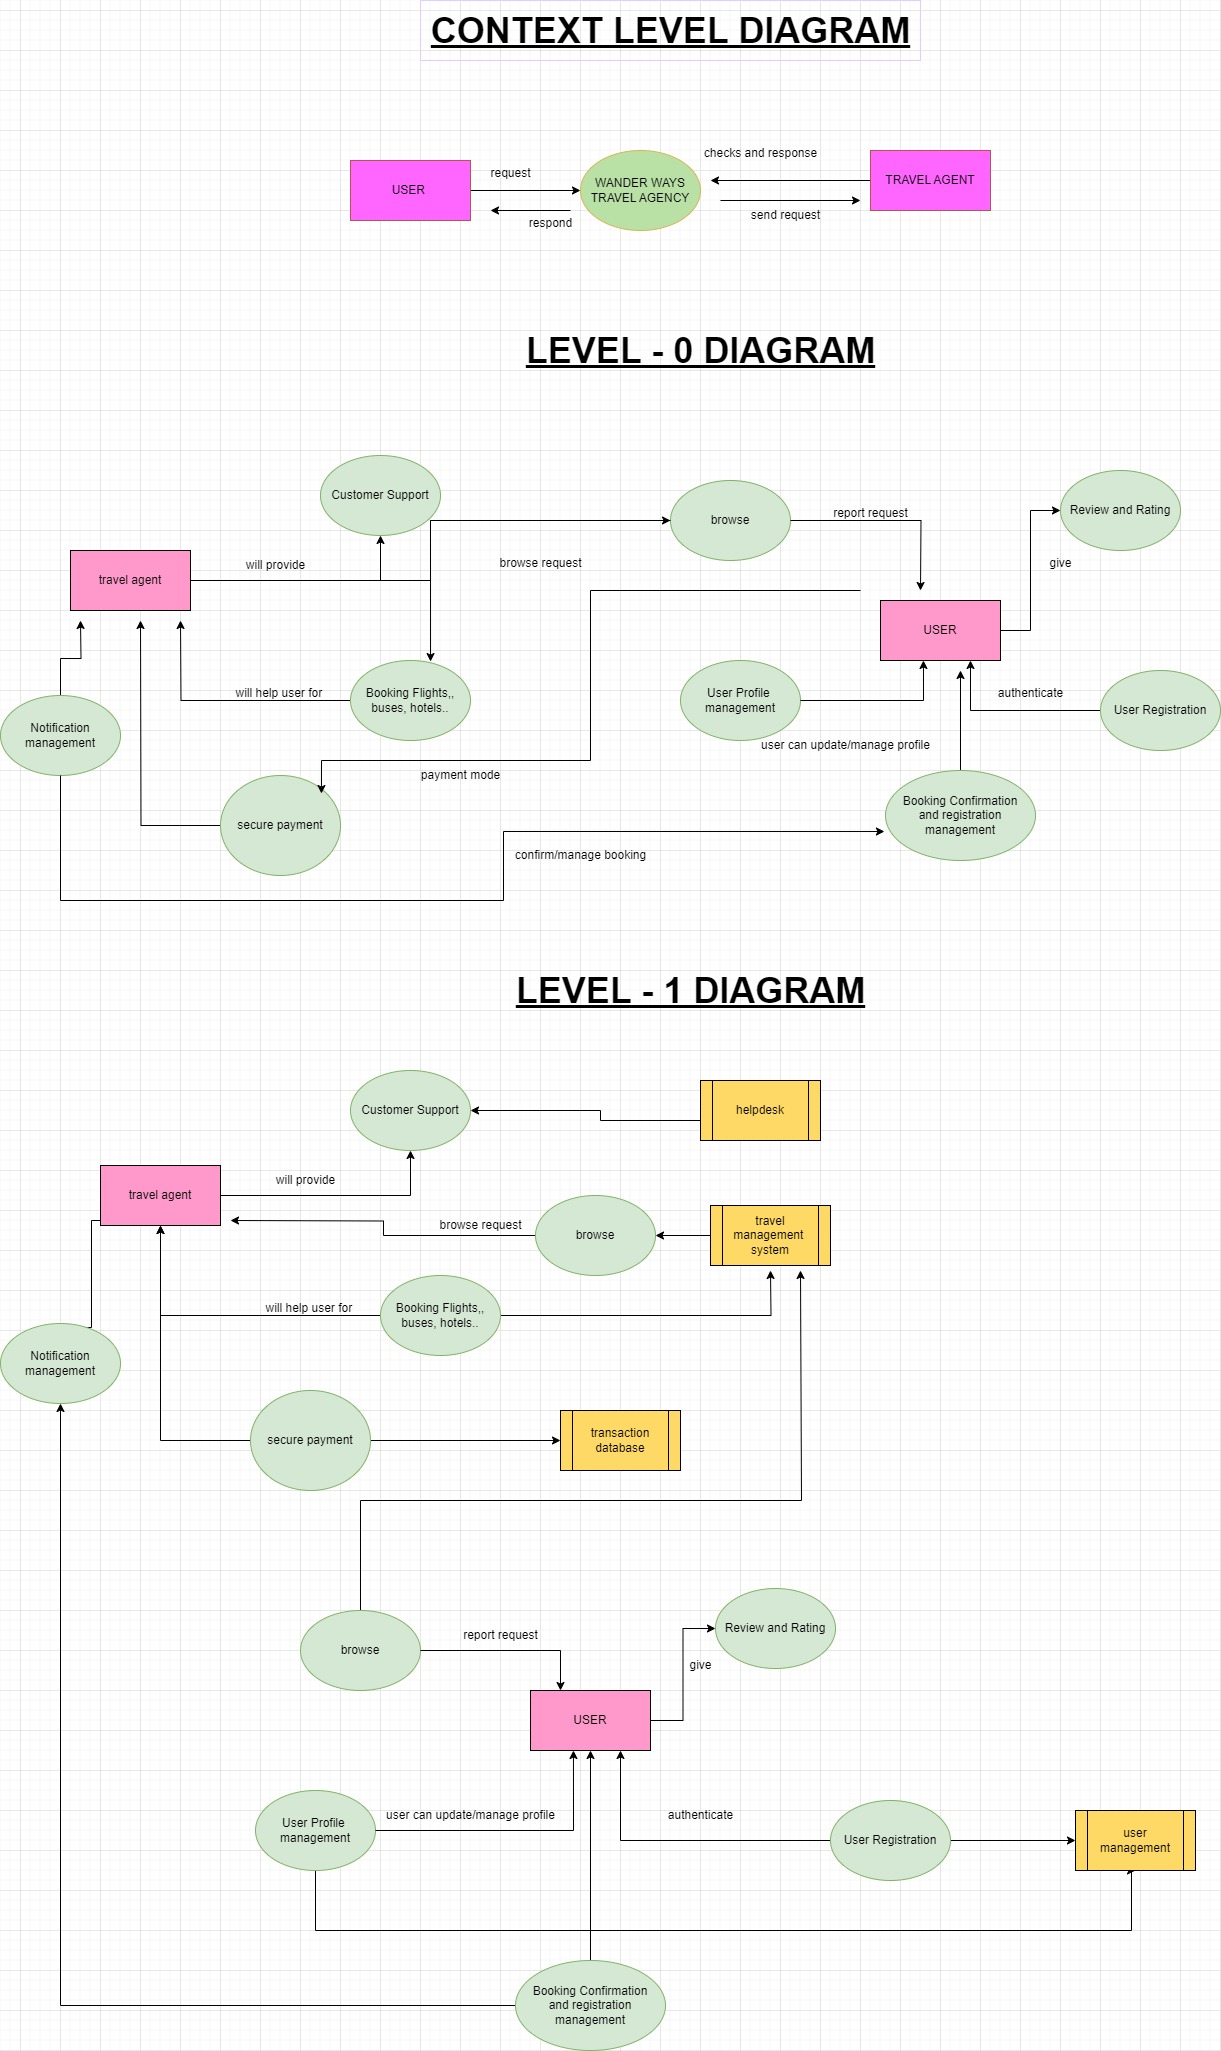 CONTEXT LEVEL DIAGRAM
checks and response
request
USER
WANDER WAYS
TRAVEL AGENCY
TRAVEL AGENT
respond
send request
LEVEL - 0 DIAGRAM
Customer Support
browse
report request
Review and Rating
will provide
browse request
give
travel agent
USER
will help user for
Booking Flights,,
buses, hotels..
User Profile
management
authenticate
User Registration
Notification
management
user can update/manage profile
payment mode
secure payment
Booking Confirmation
and registration
management
confirm/manage booking
LEVEL - 1 DIAGRAM
Customer Support
helpdesk
will provide
travel agent
browse request
browse
travel
management
system
will help user for
Booking Flights,,
buses, hotels..
Notification
management
secure payment
transaction
database
browse
report request
Review and Rating
give
USER
User Profile
management
user can update/manage profile
authenticate
User Registration
user
management
Booking Confirmation
and registration
management